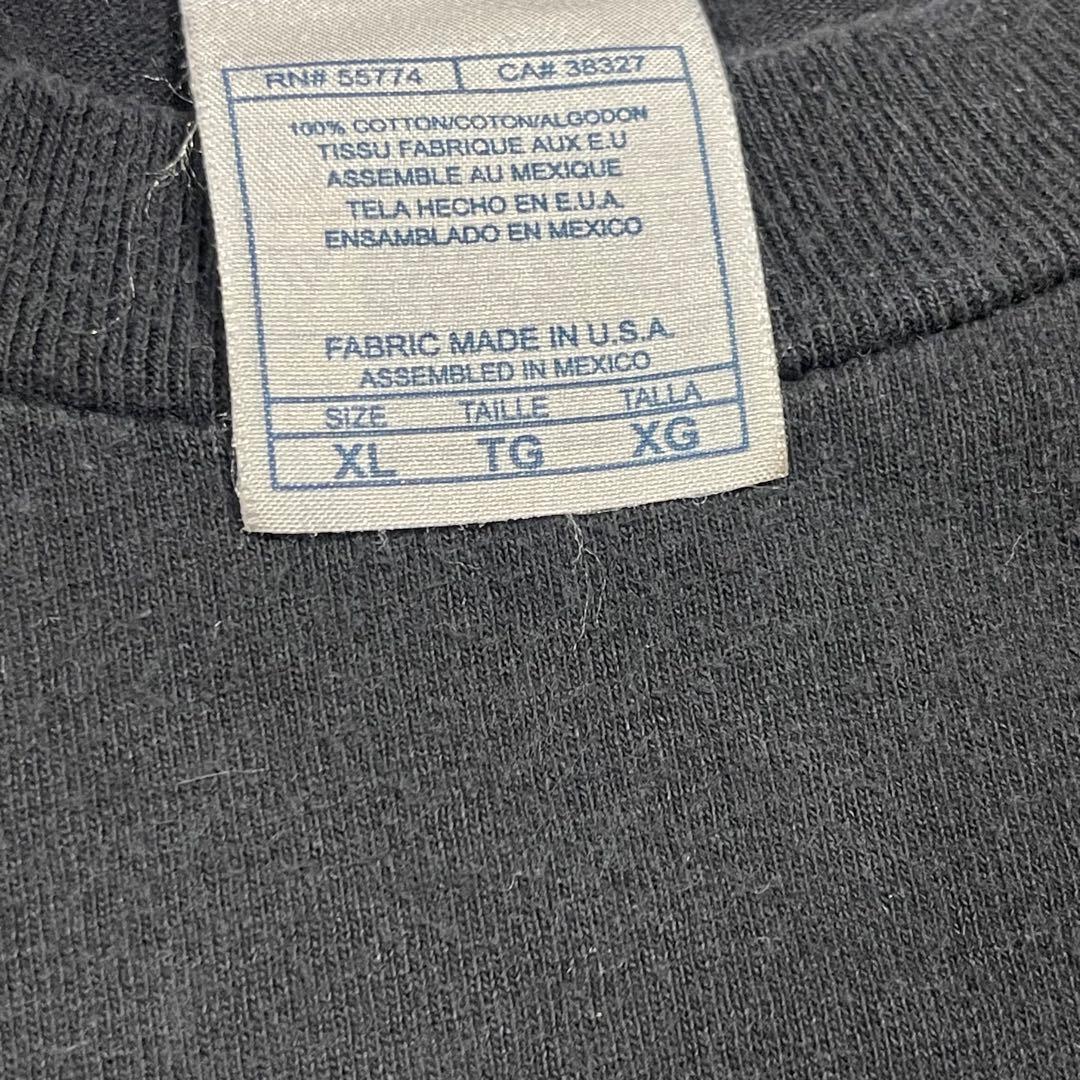 RN# 55774 CA# 38327
100% COTTON/COTON/ALGODON
TISSU FABRIQUE AUX E.U
ASSEMBLE AU MEXIQUE
TELA HECHO EN E.U.A.
ENSAMBLADO EN MEXICO
FABRIC MADE IN U.S.A.
ASSEMBLED IN MEXICO
SIZE TAILLE TALLA
XL TG XG